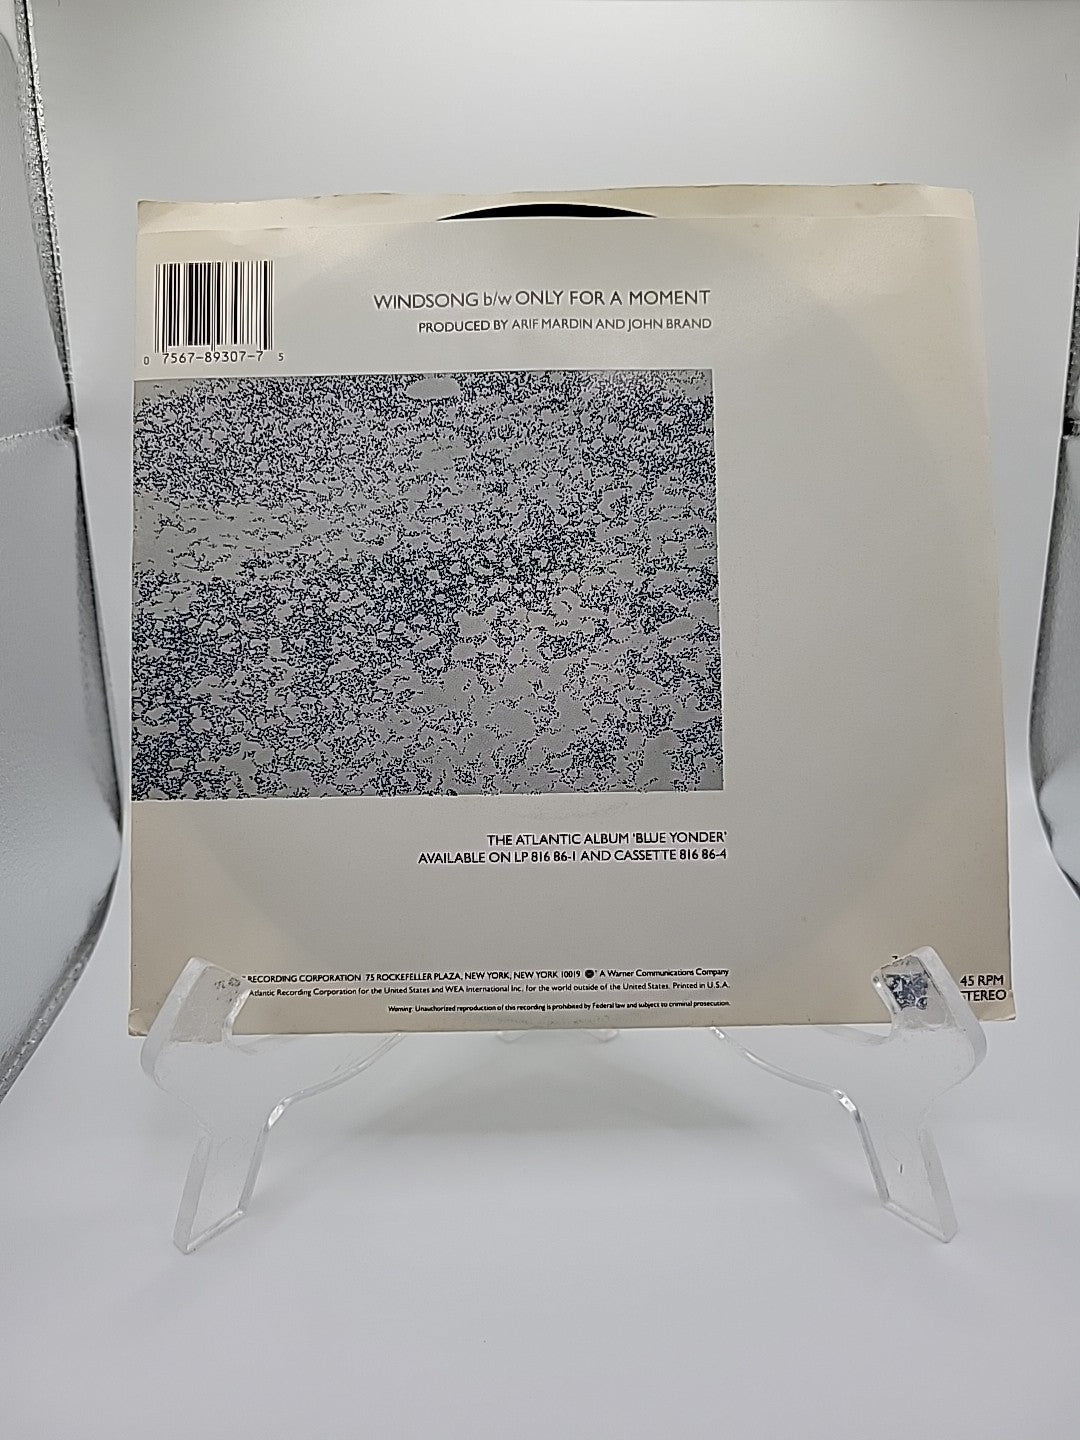 WINDSONG b/w ONLY FOR A MOMENT
PRODUCED BY ARIF MARDIN AND JOHN BRAND
0 7567-89307-7 5
THE ATLANTIC ALBUM 'BLUE YONDER'
AVAILABLE ON LP 816 86-1 AND CASSETTE 816 86-4
RECORDING CORPORATION 75 ROCKEFELLER PLAZA, NEW YORK, NEW YORK 10019 A Warner Communications Company
Atlantic Recording Corporation for the United States and WEA International Inc. for the world outside of the United States. Printed in U.S.A.
Warning: Unauthorized reproduction of this recording is prohibited by Federal law and subject to criminal prosecution.
45 RPM
STEREO